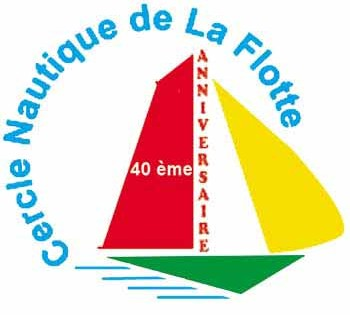 Cercle Nautique de La Flotte
40 ème
ANNIVERSAIRE